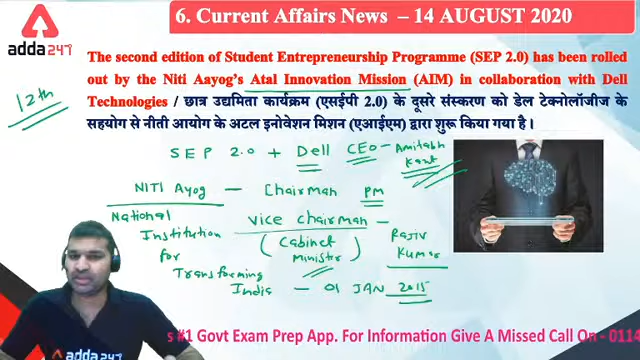 adda247
6. Current Affairs News – 14 AUGUST 2020
The second edition of Student Entrepreneurship Programme (SEP 2.0) has been rolled
out by the Niti Aayog's Atal Innovation Mission (AIM) in collaboration with Dell
Technologies / छात्र उद्यमिता कार्यक्रम (एसईपी 2.0) के दूसरे संस्करण को डेल टेक्नोलॉजीज के
सहयोग से नीती आयोग के अटल इनोवेशन मिशन (एआईएम) द्वारा शुरू किया गया है।
12th
SEP 2.0 + Dell CEO - Amitabh
Kant
NITI Ayog - Chairman PM
National
Institution
for
Transforming
India - 01 JAN 2015
Vice Chairman -
(Cabinet
Minister)
Rajiv
Kumar
adda247
s #1 Govt Exam Prep App. For Information Give A Missed Call On - 0114